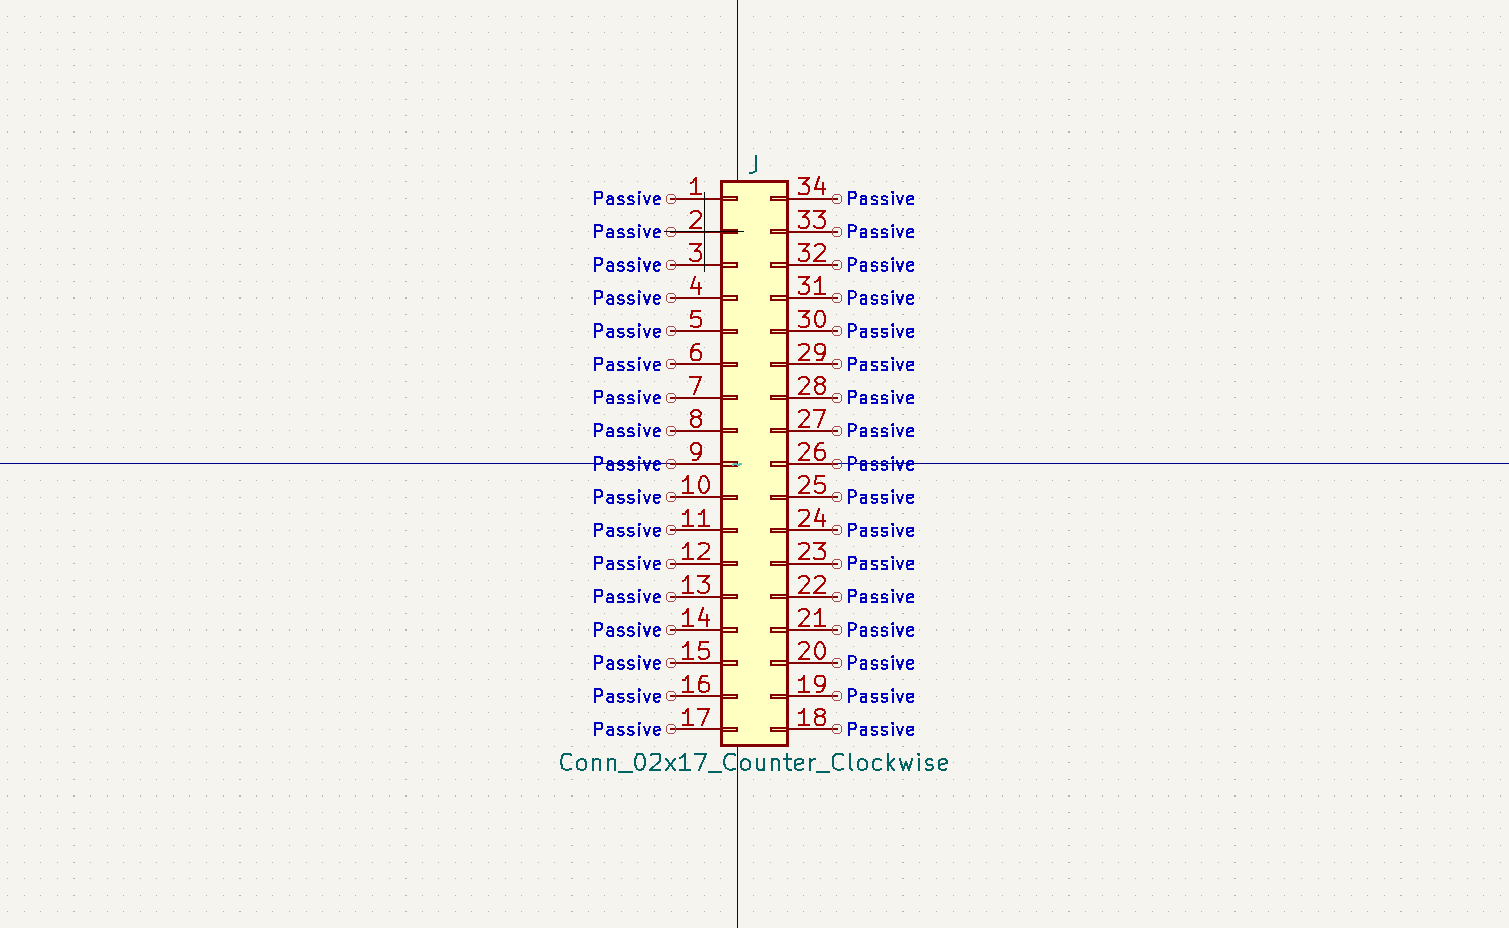 J
Passive 1 34 Passive
Passive 2 33 Passive
Passive 3 32 Passive
Passive 4 31 Passive
Passive 5 30 Passive
Passive 6 29 Passive
Passive 7 28 Passive
Passive 8 27 Passive
Passive 9 26 Passive
Passive 10 25 Passive
Passive 11 24 Passive
Passive 12 23 Passive
Passive 13 22 Passive
Passive 14 21 Passive
Passive 15 20 Passive
Passive 16 19 Passive
Passive 17 18 Passive
Conn_02x17_Counter_Clockwise